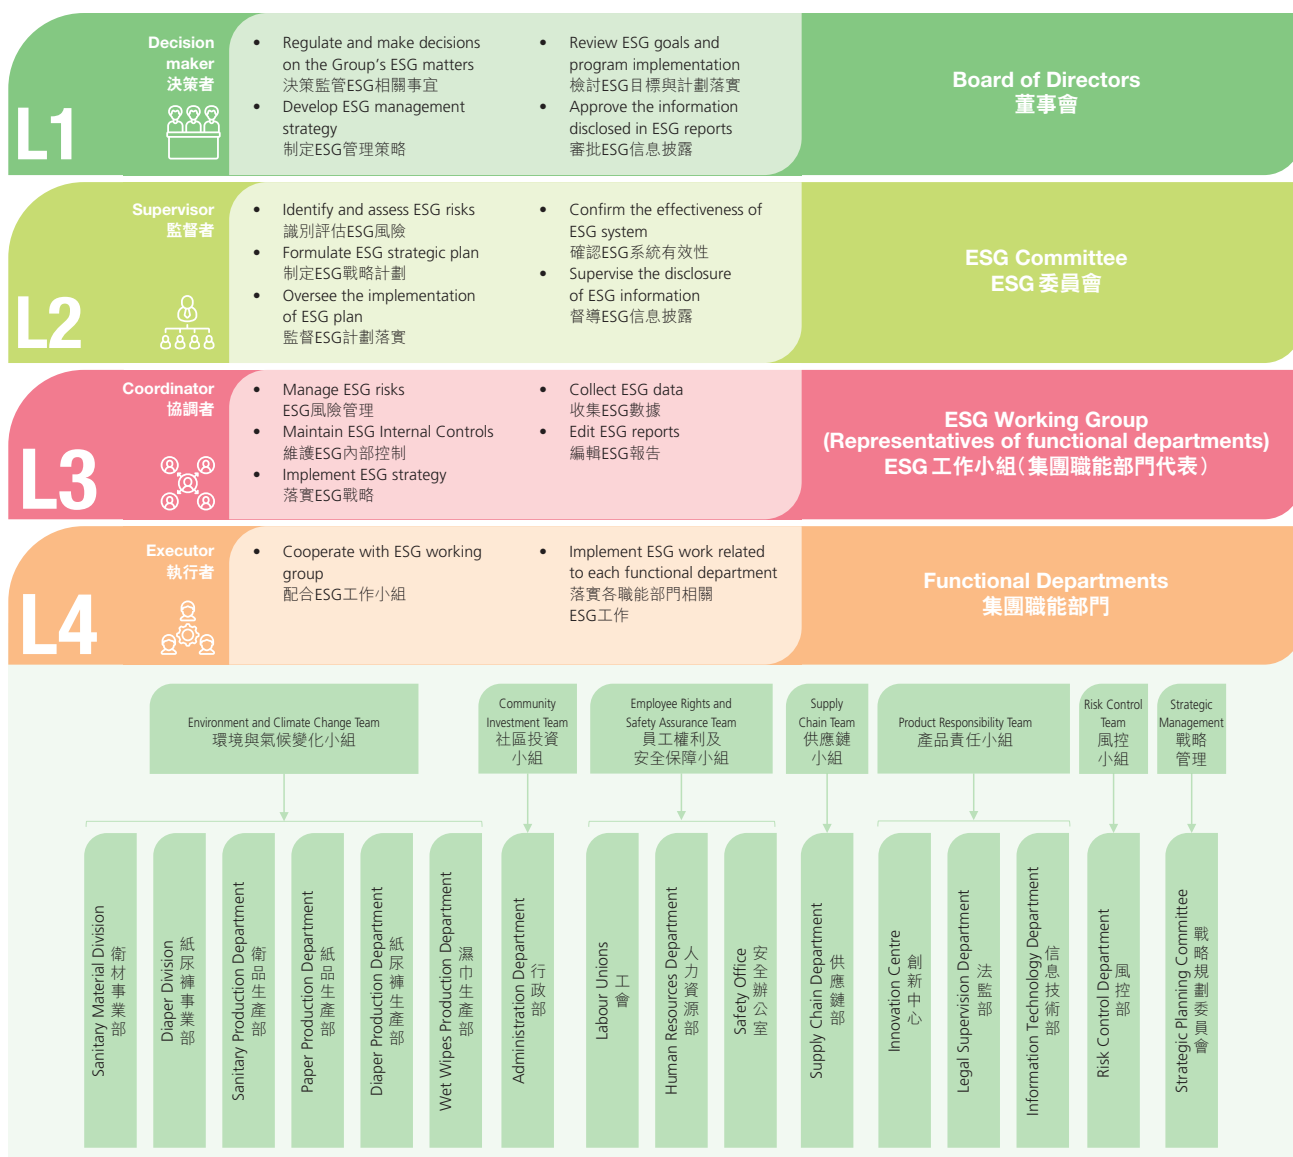 L1
Decision
maker
決策者
• Regulate and make decisions
on the Group’s ESG matters
決策監管ESG相關事宜
• Develop ESG management
strategy
制定ESG管理策略
• Review ESG goals and
program implementation
檢討ESG目標與計劃落實
• Approve the information
disclosed in ESG reports
審批ESG信息披露
Board of Directors
董事會
L2
Supervisor
監督者
• Identify and assess ESG risks
識別評估ESG風險
• Formulate ESG strategic plan
制定ESG戰略計劃
• Oversee the implementation
of ESG plan
監督ESG計劃落實
• Confirm the effectiveness of
ESG system
確認ESG系統有效性
• Supervise the disclosure
of ESG information
督導ESG信息披露
ESG Committee
ESG 委員會
L3
Coordinator
協調者
• Manage ESG risks
ESG風險管理
• Maintain ESG Internal Controls
維護ESG內部控制
• Implement ESG strategy
落實ESG戰略
• Collect ESG data
收集ESG數據
• Edit ESG reports
編輯ESG報告
ESG Working Group
(Representatives of functional departments)
ESG 工作小組（集團職能部門代表）
L4
Executor
執行者
• Cooperate with ESG working
group
配合ESG工作小組
• Implement ESG work related
to each functional department
落實各職能部門相關
ESG工作
Functional Departments
集團職能部門
Environment and Climate Change Team
環境與氣候變化小組
Community
Investment Team
社區投資
小組
Employee Rights and
Safety Assurance Team
員工權利及
安全保障小組
Supply
Chain Team
供應鏈
小組
Product Responsibility Team
產品責任小組
Risk Control
Team
風控
小組
Strategic
Management
戰略
管理
Sanitary Material Division
衛材事業部
Diaper Division
紙尿褲事業部
Sanitary Production Department
衛品生產部
Paper Production Department
紙品生產部
Diaper Production Department
紙尿褲生產部
Wet Wipes Production Department
濕巾生產部
Administration Department
行政部
Labour Unions
工會
Human Resources Department
人力資源部
Safety Office
安全辦公室
Supply Chain Department
供應鏈部
Innovation Centre
創新中心
Legal Supervision Department
法監部
Information Technology Department
信息技術部
Risk Control Department
風控部
Strategic Planning Committee
戰略規劃委員會